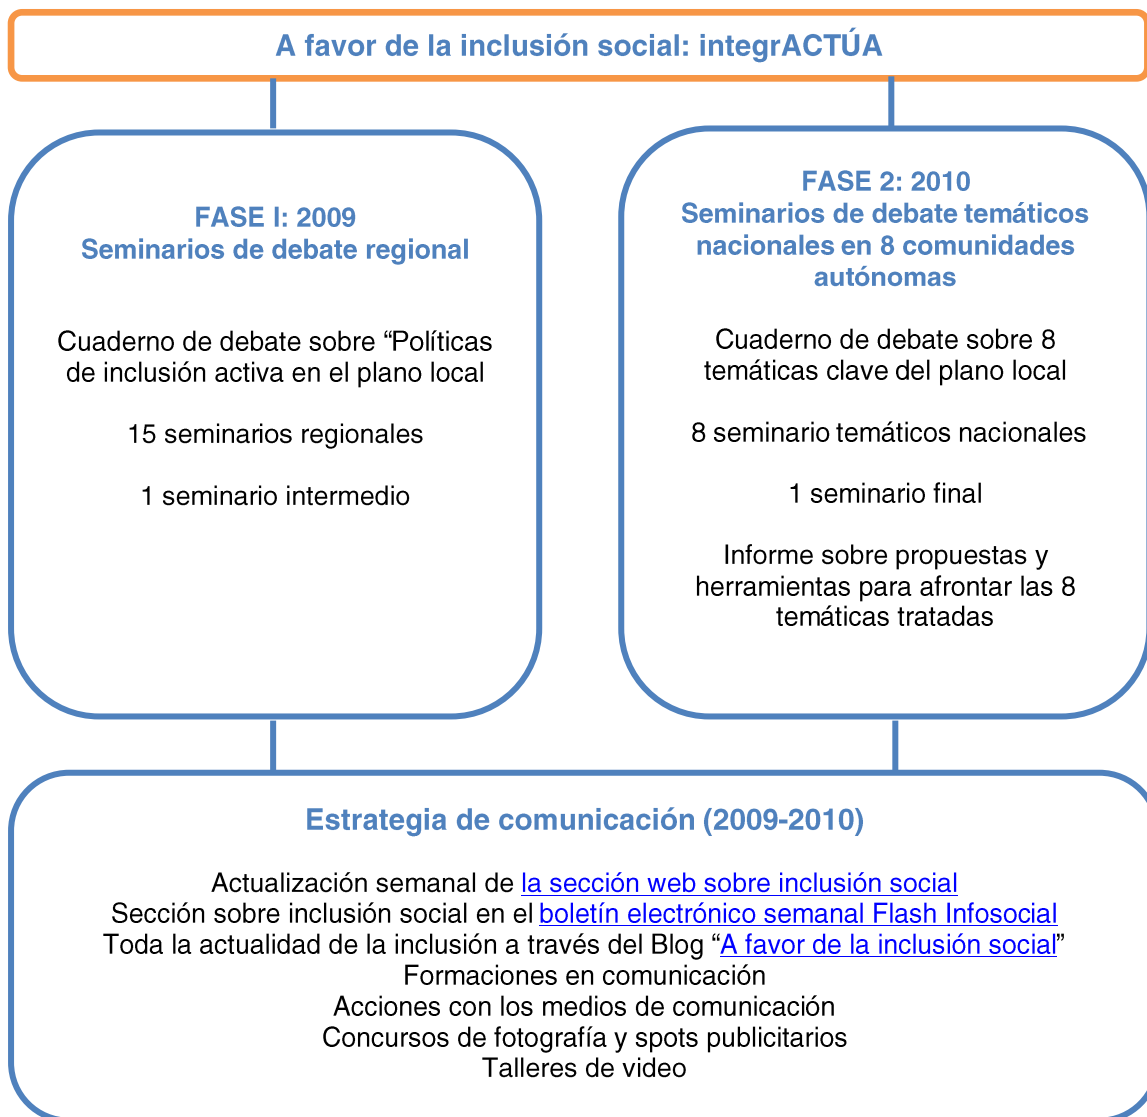 A favor de la inclusión social: integrACTÚA
FASE I: 2009
Seminarios de debate regional
Cuaderno de debate sobre “Políticas
de inclusión activa en el plano local
15 seminarios regionales
1 seminario intermedio
FASE 2: 2010
Seminarios de debate temáticos
nacionales en 8 comunidades
autónomas
Cuaderno de debate sobre 8
temáticas clave del plano local
8 seminario temáticos nacionales
1 seminario final
Informe sobre propuestas y
herramientas para afrontar las 8
temáticas tratadas
Estrategia de comunicación (2009-2010)
Actualización semanal de la sección web sobre inclusión social
Sección sobre inclusión social en el boletín electrónico semanal Flash Infosocial
Toda la actualidad de la inclusión a través del Blog “A favor de la inclusión social”
Formaciones en comunicación
Acciones con los medios de comunicación
Concursos de fotografía y spots publicitarios
Talleres de video